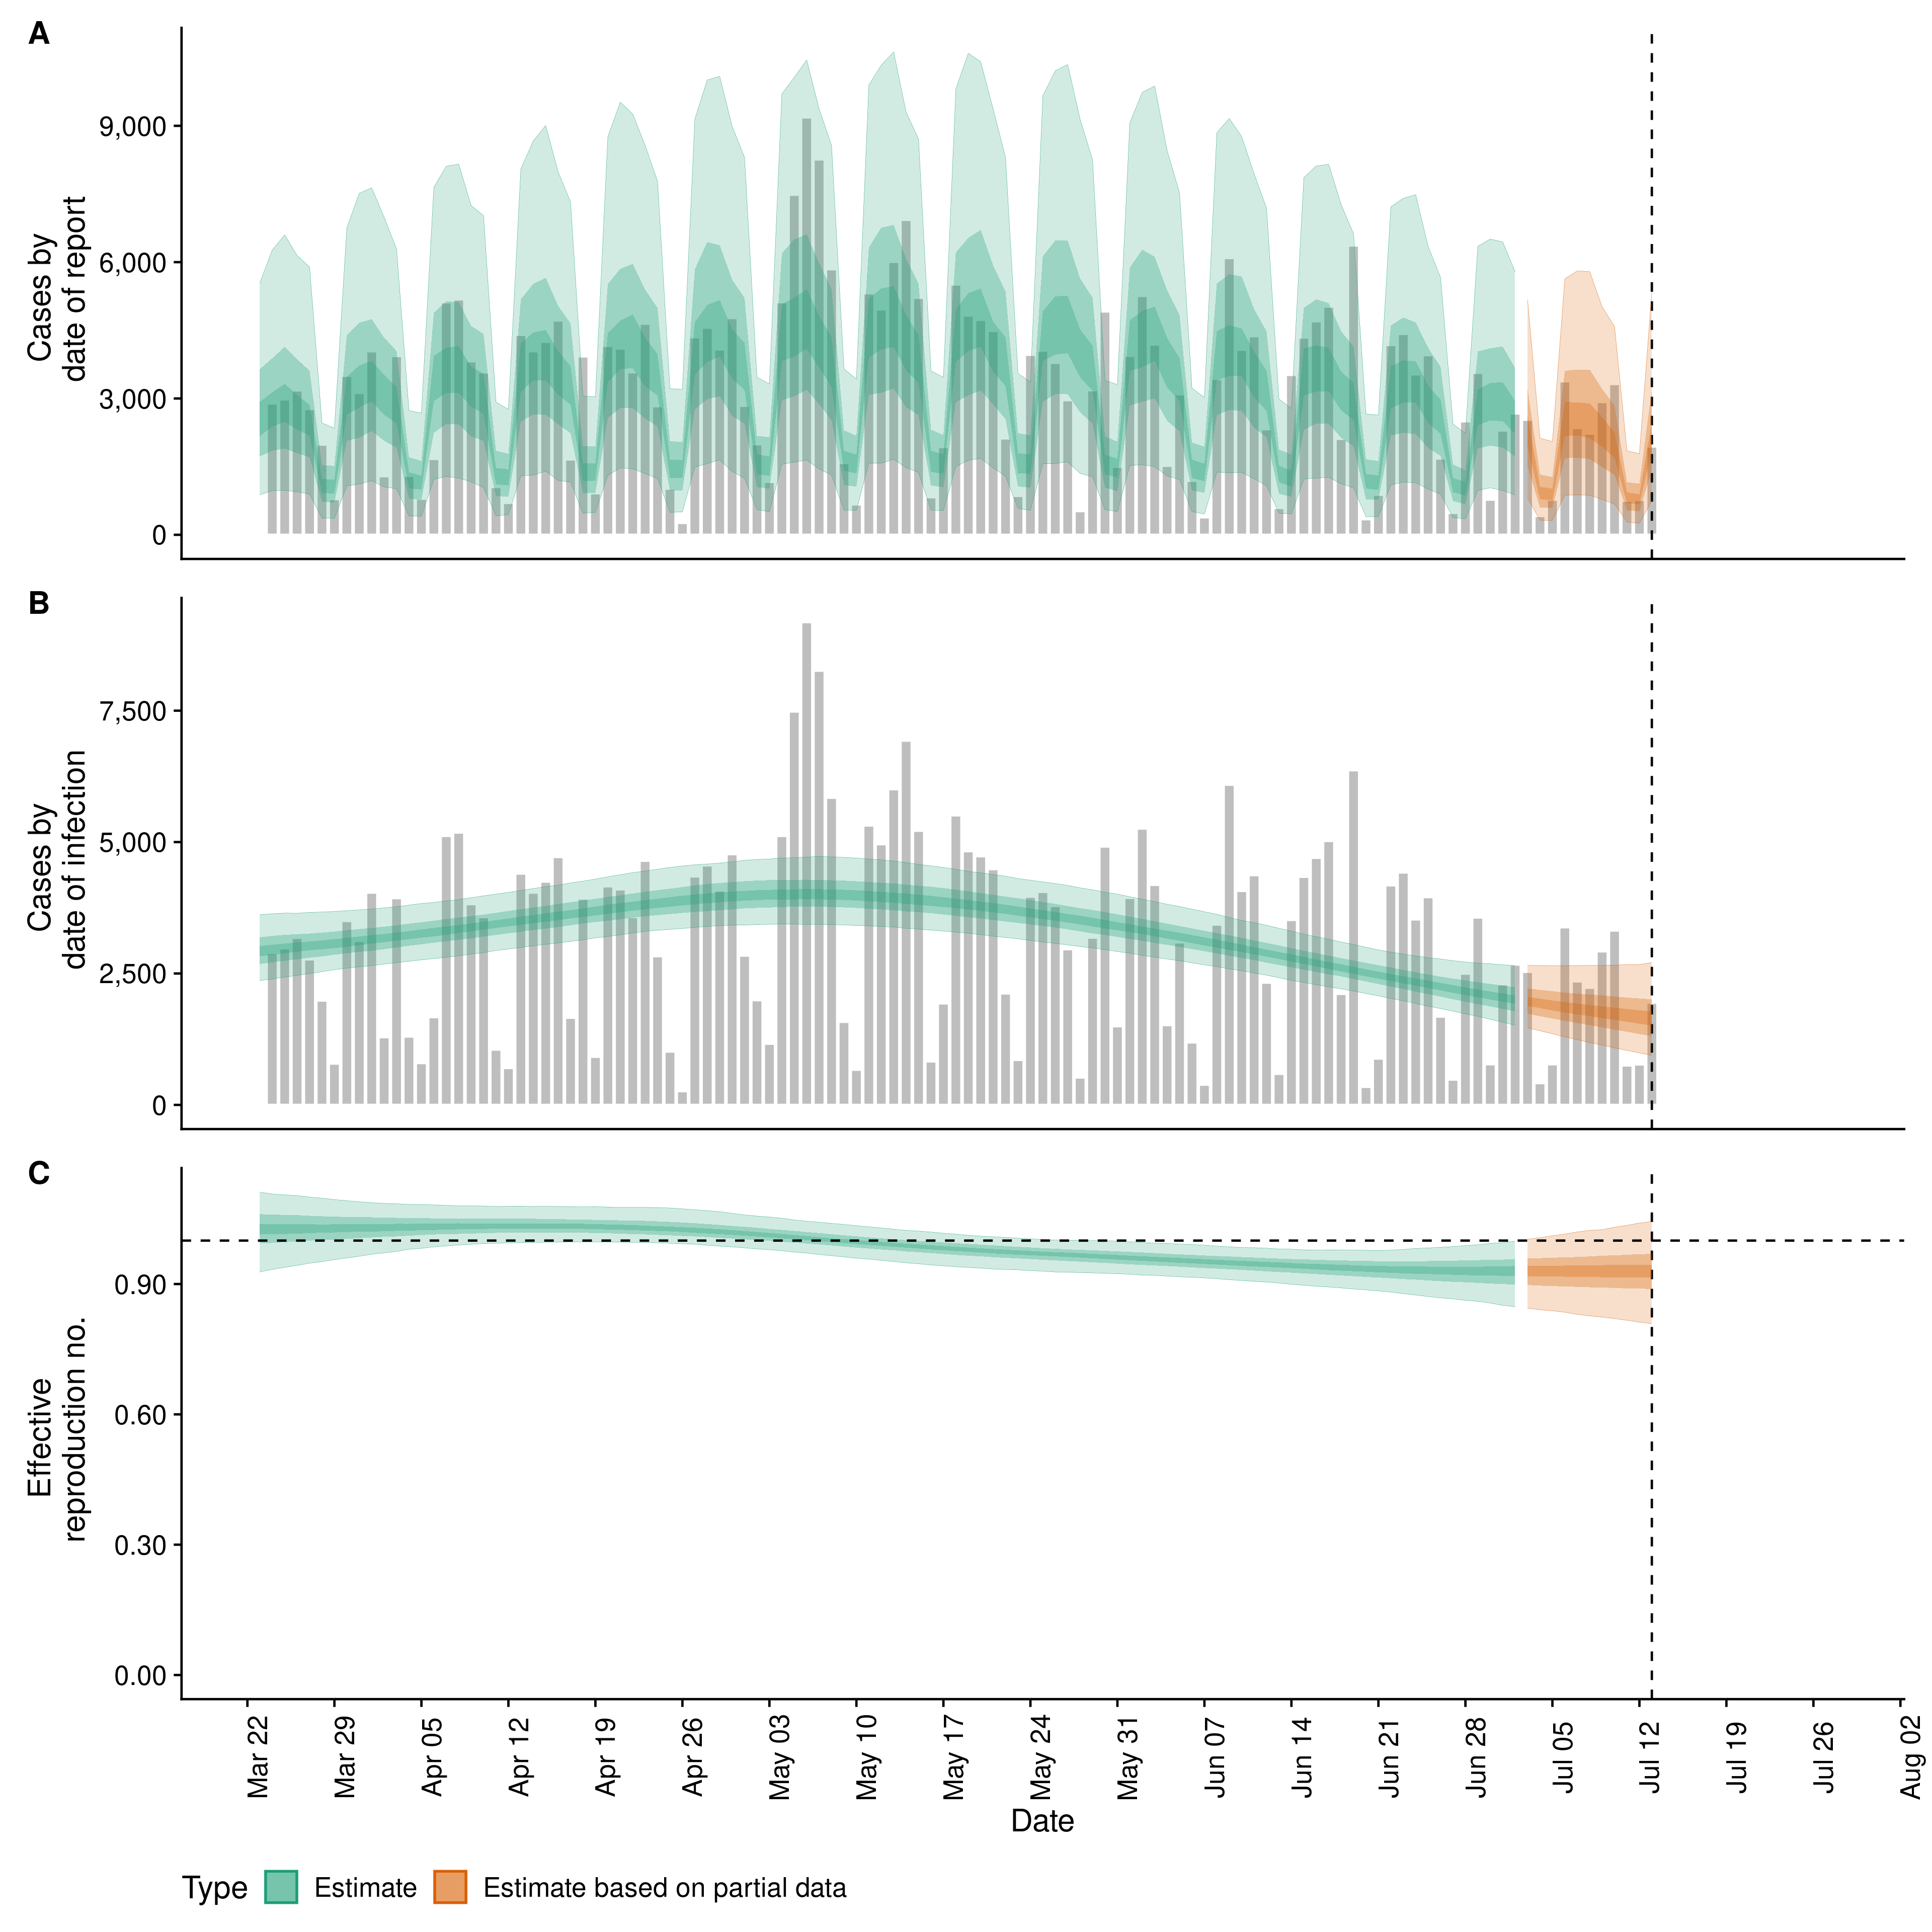 A
Cases by
date of report
9,000
6,000
3,000
0
B
Cases by
date of infection
7,500
5,000
2,500
0
C
Effective
reproduction no.
0.90
0.60
0.30
0.00
Mar 22
Mar 29
Apr 05
Apr 12
Apr 19
Apr 26
May 03
May 10
May 17
May 24
May 31
Jun 07
Jun 14
Jun 21
Jun 28
Jul 05
Jul 12
Jul 19
Jul 26
Aug 02
Date
Type Estimate Estimate based on partial data